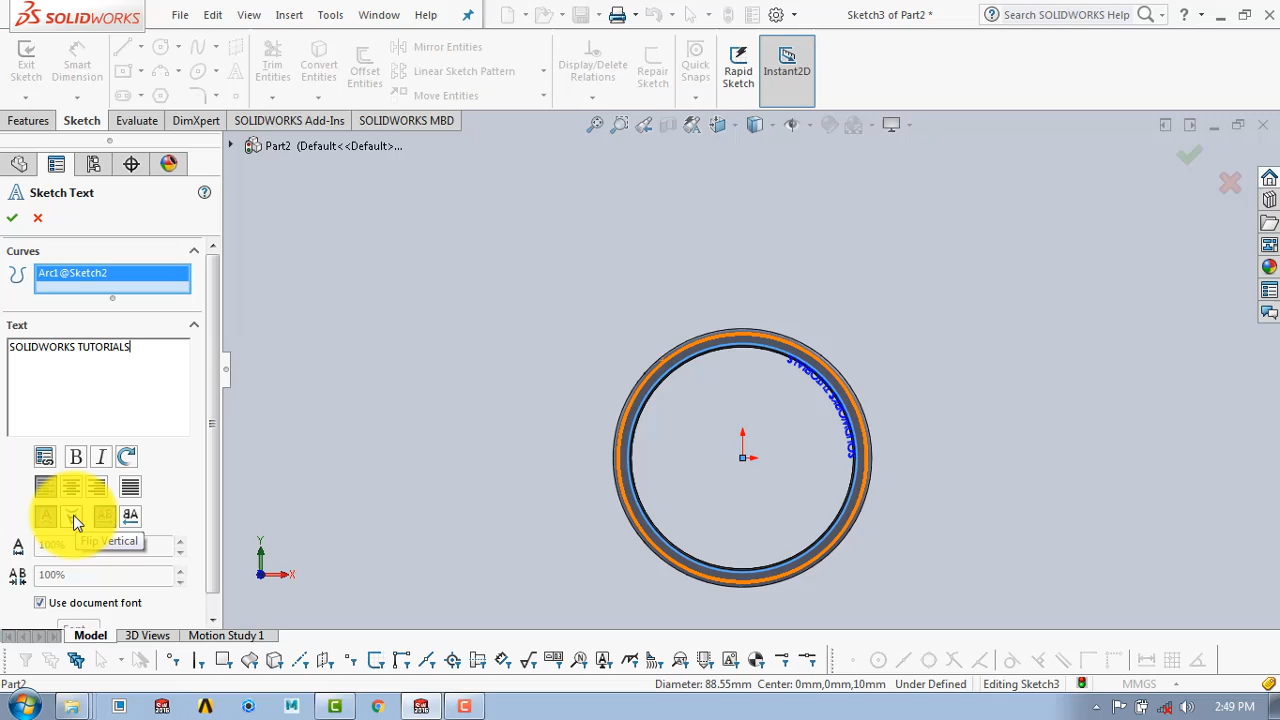 SOLIDWORKS File Edit View Insert Tools Window Help Sketch3 of Part2 * Search SOLIDWORKS Help
Exit Sketch
Smart Dimension
Trim Entities
Convert Entities
Offset Entities
Mirror Entities
Linear Sketch Pattern
Move Entities
Display/Delete Relations
Repair Sketch
Quick Snaps
Rapid Sketch
Instant2D
Features Sketch Evaluate DimXpert SOLIDWORKS Add-Ins SOLIDWORKS MBD
Part2 (Default<<Default>...
Sketch Text
Curves
Arc1@Sketch2
Text
SOLIDWORKS TUTORIALS
SOLIDWORKS TUTORIALS
Flip Vertical
100%
100%
Use document font
Y
X
Model 3D Views Motion Study 1
Part2 Diameter: 88.55mm Center: 0mm,0mm,10mm Under Defined Editing Sketch3 MMGS
2:49 PM